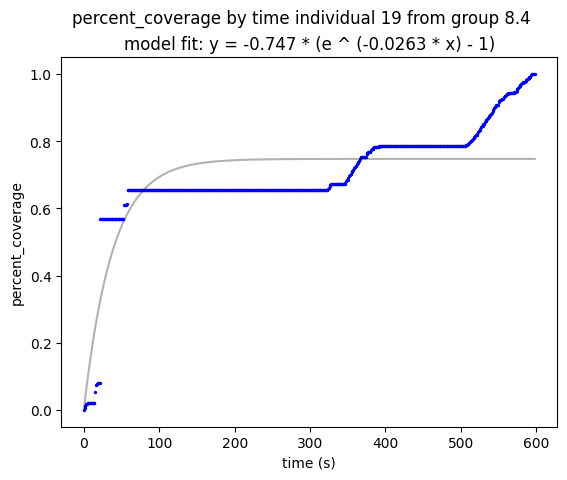 percent_coverage by time individual 19 from group 8.4
model fit: y = -0.747 * (e ^ (-0.0263 * x) - 1)
1.0
0.8
0.6
0.4
0.2
0.0
percent_coverage
0 100 200 300 400 500 600
time (s)